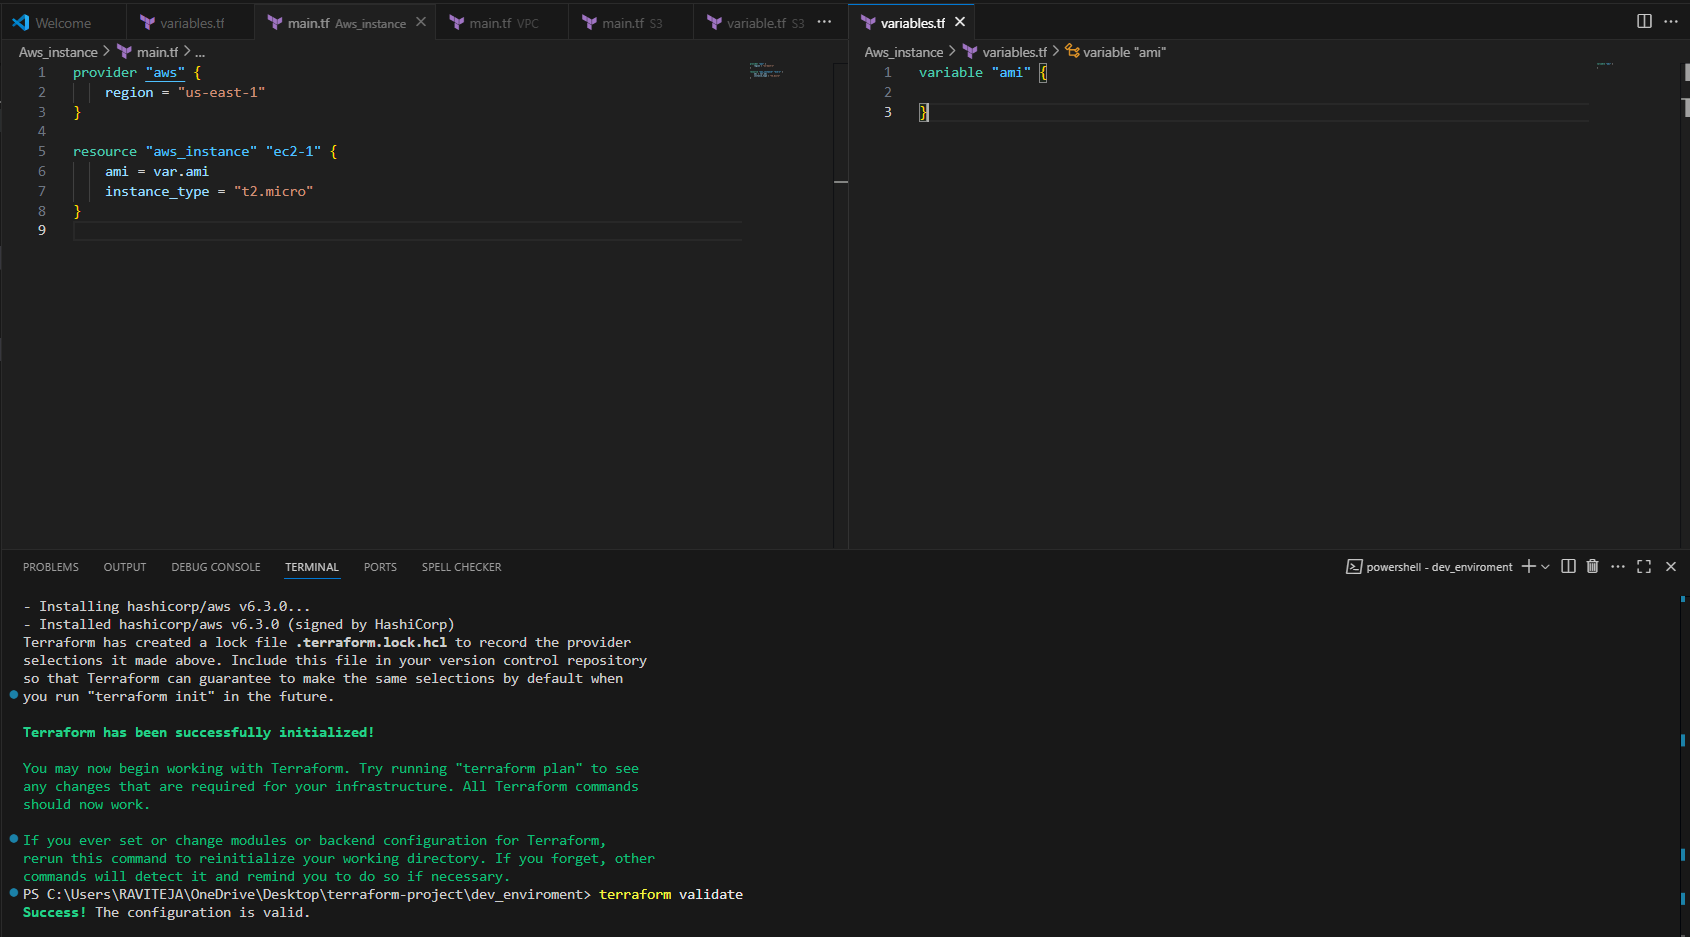 Welcome
variables.tf
main.tf Aws_instance
main.tf VPC
main.tf S3
variable.tf S3
Aws_instance > main.tf > ...
1 provider "aws" {
2 region = "us-east-1"
3 }
4
5 resource "aws_instance" "ec2-1" {
6 ami = var.ami
7 instance_type = "t2.micro"
8 }
9
variables.tf
Aws_instance > variables.tf > variable "ami"
1 variable "ami" {
2
3 }
PROBLEMS OUTPUT DEBUG CONSOLE TERMINAL PORTS SPELL CHECKER
powershell - dev_enviroment
- Installing hashicorp/aws v6.3.0...
- Installed hashicorp/aws v6.3.0 (signed by HashiCorp)
Terraform has created a lock file .terraform.lock.hcl to record the provider
selections it made above. Include this file in your version control repository
so that Terraform can guarantee to make the same selections by default when
you run "terraform init" in the future.
Terraform has been successfully initialized!
You may now begin working with Terraform. Try running "terraform plan" to see
any changes that are required for your infrastructure. All Terraform commands
should now work.
If you ever set or change modules or backend configuration for Terraform,
rerun this command to reinitialize your working directory. If you forget, other
commands will detect it and remind you to do so if necessary.
PS C:\Users\RAVITEJA\OneDrive\Desktop\terraform-project\dev_enviroment> terraform validate
Success! The configuration is valid.